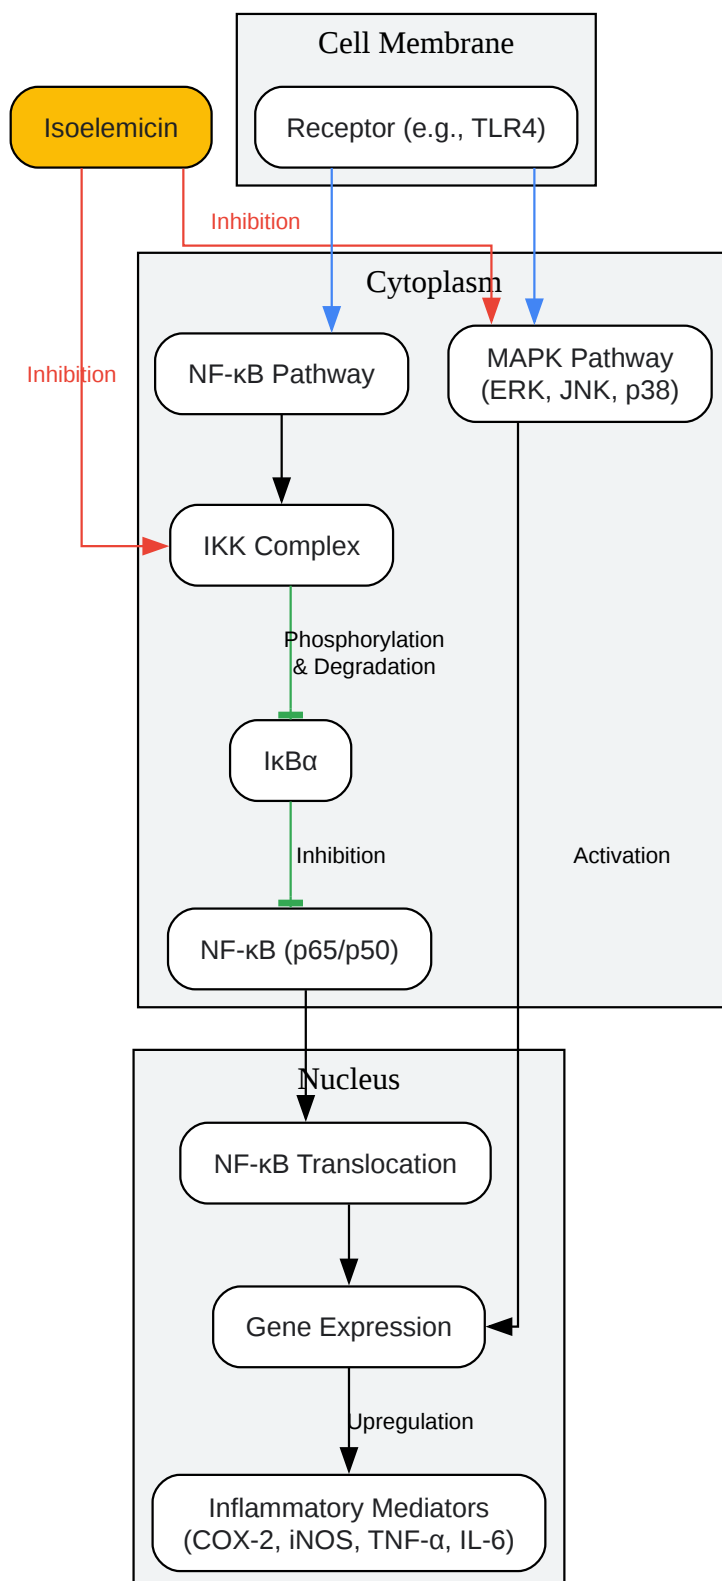 Cell Membrane
Isoelemicin
Receptor (e.g., TLR4)
Inhibition
Cytoplasm
Inhibition
NF-κB Pathway
MAPK Pathway
(ERK, JNK, p38)
IKK Complex
Phosphorylation
& Degradation
IκBα
Inhibition
Activation
NF-κB (p65/p50)
Nucleus
NF-κB Translocation
Gene Expression
Upregulation
Inflammatory Mediators
(COX-2, iNOS, TNF-α, IL-6)